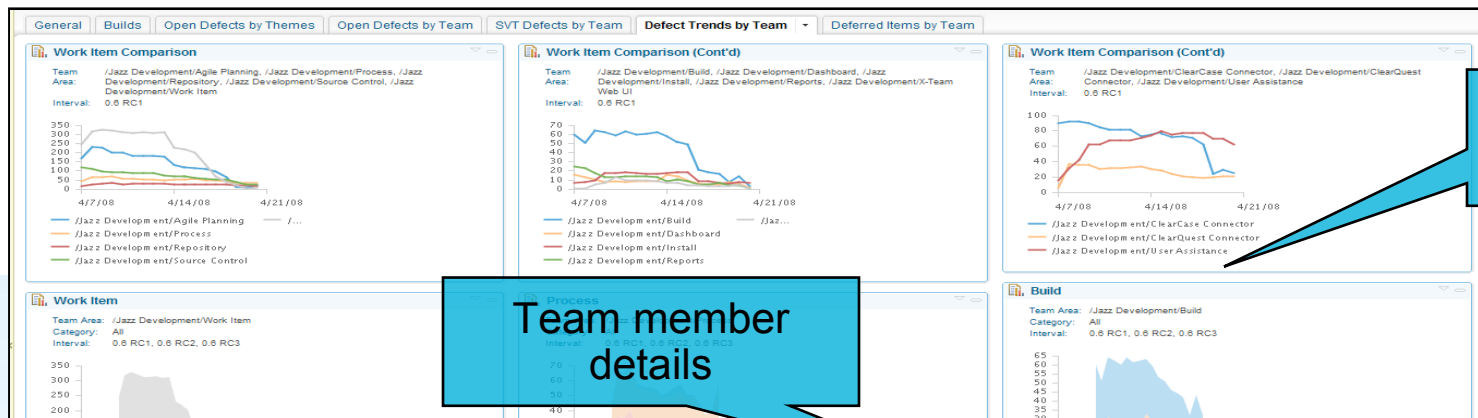 General Builds Open Defects by Themes Open Defects by Team SVT Defects by Team Defect Trends by Team Deferred Items by Team
Work Item Comparison
Team Area: /Jazz Development/Agile Planning, /Jazz Development/Process, /Jazz
Development/Repository, /Jazz Development/Source Control, /Jazz
Development/Work Item
Interval: 0.6 RC1
350
300
250
200
150
100
50
0
4/7/08 4/14/08 4/21/08
/Jazz Development/Agile Planning /...
/Jazz Development/Process
/Jazz Development/Repository
/Jazz Development/Source Control
Work Item Comparison (Cont'd)
Team Area: /Jazz Development/Build, /Jazz Development/Dashboard, /Jazz
Development/Install, /Jazz Development/Reports, /Jazz Development/X-Team
Web UI
Interval: 0.6 RC1
70
60
50
40
30
20
10
0
4/7/08 4/14/08 4/21/08
/Jazz Development/Build /Jaz...
/Jazz Development/Dashboard
/Jazz Development/Install
/Jazz Development/Reports
Work Item Comparison (Cont'd)
Team Area: /Jazz Development/ClearCase Connector, /Jazz Development/ClearQuest
Connector, /Jazz Development/User Assistance
Interval: 0.6 RC1
100
80
60
40
20
0
4/7/08 4/14/08 4/21/08
/Jazz Development/ClearCase Connector
/Jazz Development/ClearQuest Connector
/Jazz Development/User Assistance
Work Item
Team Area: /Jazz Development/Work Item
Category: All
Interval: 0.6 RC1, 0.6 RC2, 0.6 RC3
350
300
250
200
Process
0.6 RC1, 0.6 RC2, 0.6 RC3
70
60
40
Team member
details
Build
Team Area: /Jazz Development/Build
Category: All
Interval: 0.6 RC1, 0.6 RC2, 0.6 RC3
65
60
55
50
45
40
35
30